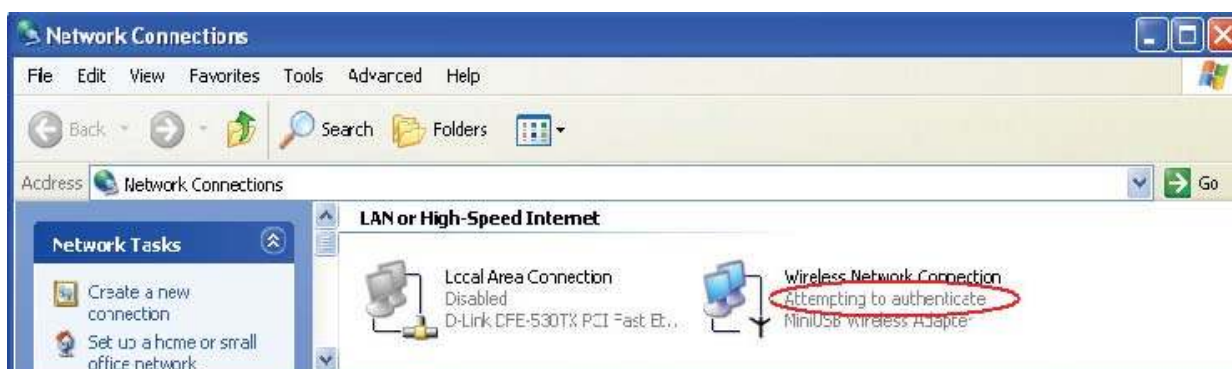 Network Connections
File Edit View Favorites Tools Advanced Help
Back Search Folders
Address Network Connections Go
Network Tasks
Create a new
connection
Set up a home or small
office network
LAN or High-Speed Internet
Local Area Connection
Disabled
D-Link DFE-530TX PCI Fast Et...
Wireless Network Connection
Attempting to authenticate
MiniUSB Wireless Adapter